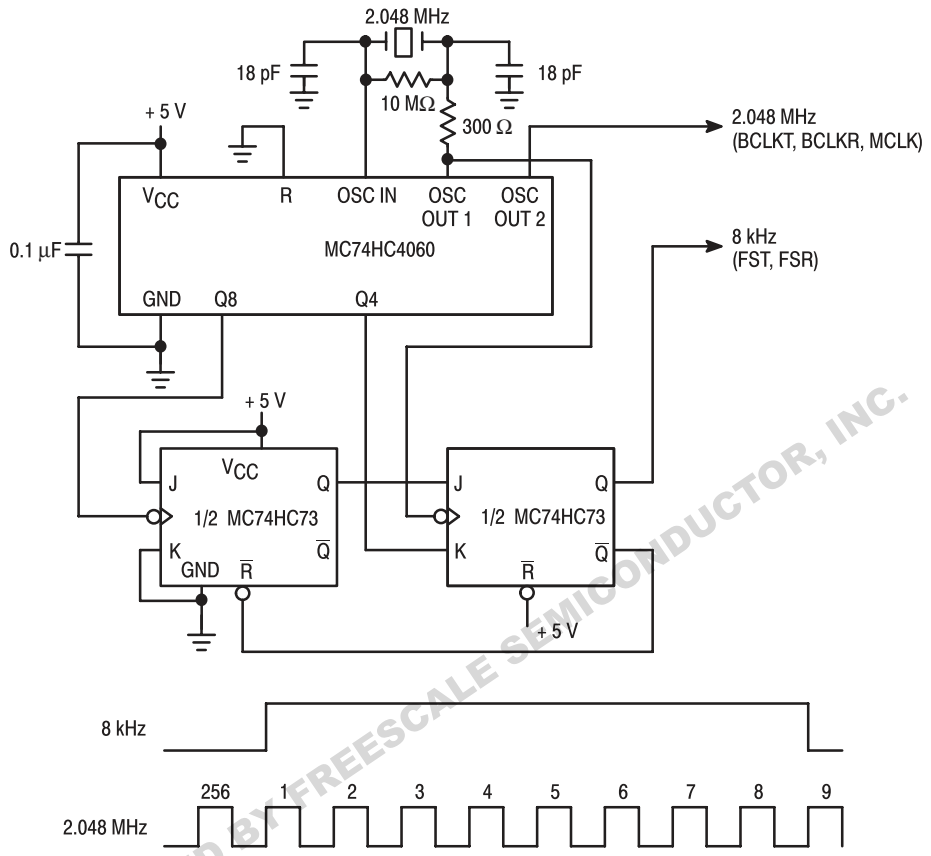 2.048 MHz
18 pF
18 pF
10 MΩ
300 Ω
+ 5 V
2.048 MHz
(BCLKT, BCLKR, MCLK)
VCC
R
OSC IN
OSC
OUT 1
OSC
OUT 2
0.1 µF
MC74HC4060
8 kHz
(FST, FSR)
GND
Q8
Q4
+ 5 V
VCC
J
Q
1/2 MC74HC73
K
Q̅
GND
R̅
J
Q
1/2 MC74HC73
K
Q̅
R̅
+ 5 V
8 kHz
256 1 2 3 4 5 6 7 8 9
2.048 MHz
D BY FREESCALE SEMICONDUCTOR, INC.